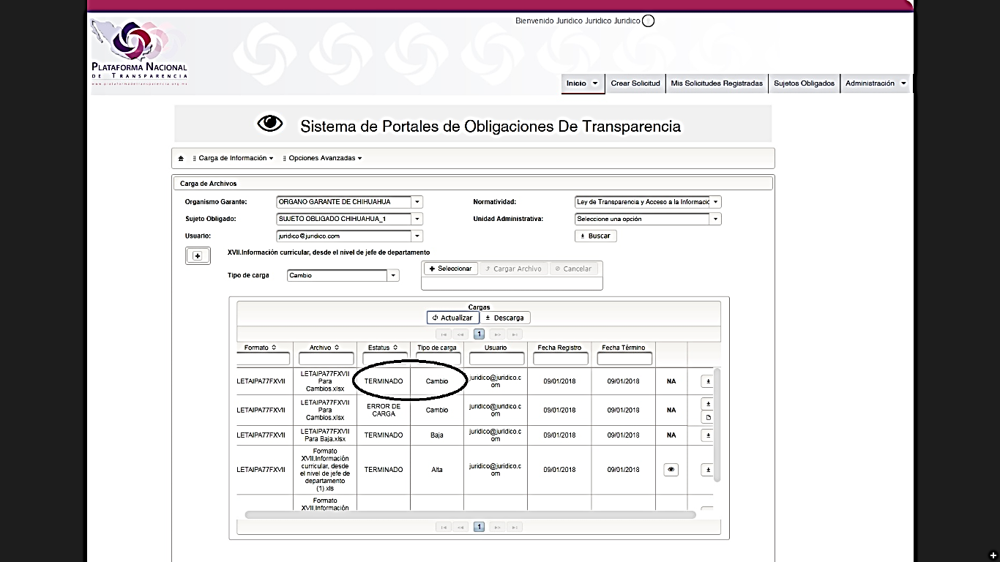 Bienvenido Juridico Juridico Juridico
PLATAFORMA NACIONAL
DE TRANSPARENCIA
www.plataformadetransparencia.org.mx
Inicio
Crear Solicitud
Mis Solicitudes Registradas
Sujetos Obligados
Administración
Sistema de Portales de Obligaciones De Transparencia
Carga de Información
Opciones Avanzadas
Carga de Archivos
Organismo Garante: ORGANO GARANTE DE CHIHUAHUA
Normatividad: Ley de Transparencia y Acceso a la Informació
Sujeto Obligado: SUJETO OBLIGADO CHIHUAHUA_1
Unidad Administrativa: Seleccione una opción
Usuario: juridico@juridico.com
Buscar
XVII.Información curricular, desde el nivel de jefe de departamento
Tipo de carga Cambio
Seleccionar Cargar Archivo Cancelar
Cargas
Actualizar Descarga
1
Formato Archivo Estatus Tipo de carga Usuario Fecha Registro Fecha Término
LETAIPA77FXVII
LETAIPA77FXVII
Para
Cambios.xlsx
TERMINADO
Cambio
juridico@juridico.c
om
09/01/2018
09/01/2018
NA
LETAIPA77FXVII
LETAIPA77FXVII
Para
Cambios.xlsx
ERROR DE
CARGA
Cambio
juridico@juridico.c
om
09/01/2018
09/01/2018
NA
LETAIPA77FXVII
LETAIPA77FXVII
Para Baja.xlsx
TERMINADO
Baja
juridico@juridico.c
om
09/01/2018
09/01/2018
NA
LETAIPA77FXVII
Formato
XVII.Información
curricular, desde
el nivel de jefe de
departamento
(1).xls
TERMINADO
Alta
juridico@juridico.c
om
09/01/2018
09/01/2018
Formato
XVII.Información
1